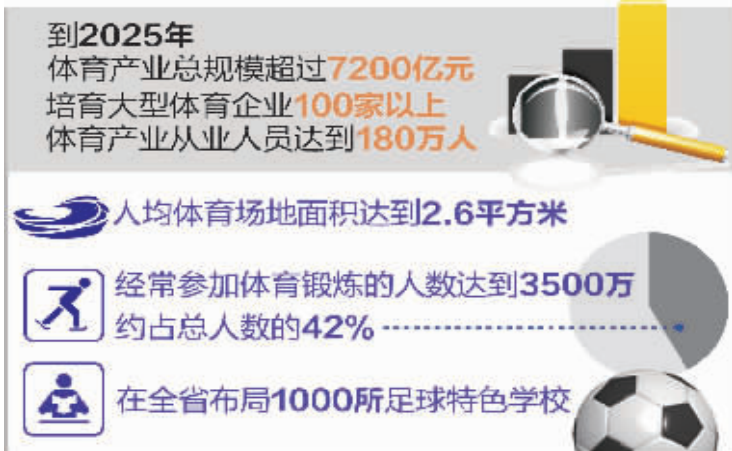 到2025年
体育产业总规模超过7200亿元
培育大型体育企业100家以上
体育产业从业人员达到180万人
人均体育场地面积达到2.6平方米
经常参加体育锻炼的人数达到3500万
约占总人数的42%
在全省布局1000所足球特色学校